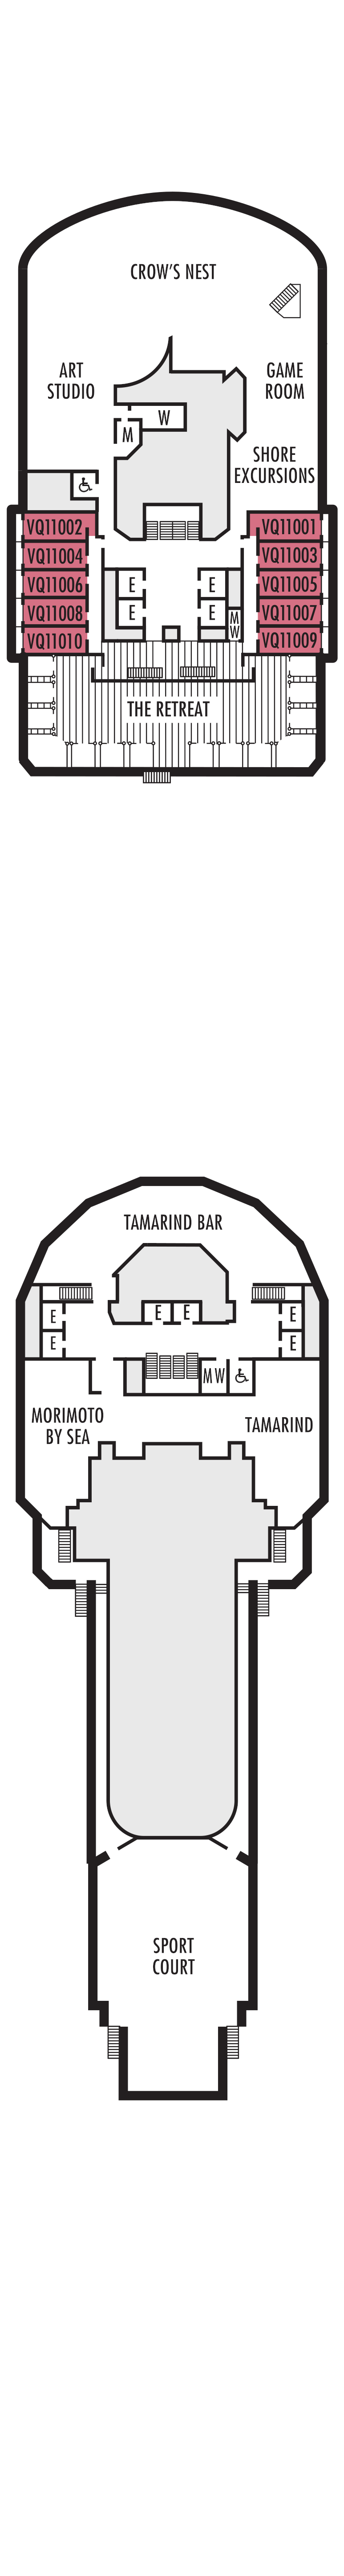 CROW'S NEST
ART
STUDIO
GAME
ROOM
W
M
SHORE
EXCURSIONS
VQ11002
VQ11001
VQ11004
VQ11003
VQ11006
E
E
VQ11005
VQ11008
E
E
M
W
VQ11007
VQ11010
VQ11009
THE RETREAT
TAMARIND BAR
E
E
E
E
E
E
M W
MORIMOTO
BY SEA
TAMARIND
SPORT
COURT